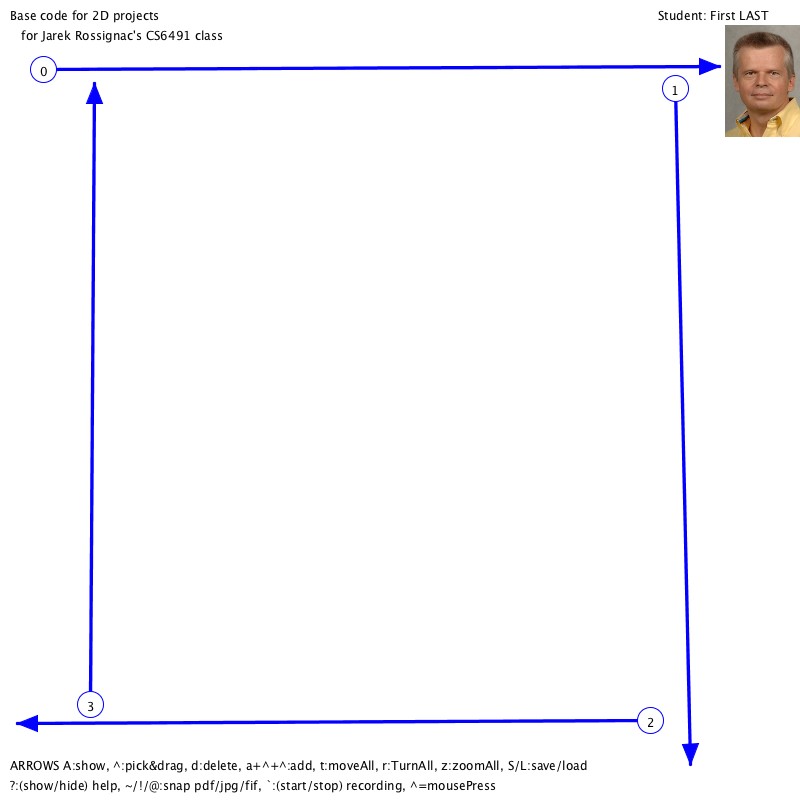 Base code for 2D projects
Student: First LAST
for Jarek Rossignac's CS6491 class
0
1
3
2
ARROWS A:show, ^:pick&drag, d:delete, a+^+^:add, t:moveAll, r:TurnAll, z:zoomAll, S/L:save/load
?:(show/hide) help, ~/!/@:snap pdf/jpg/fif, `:(start/stop) recording, ^=mousePress